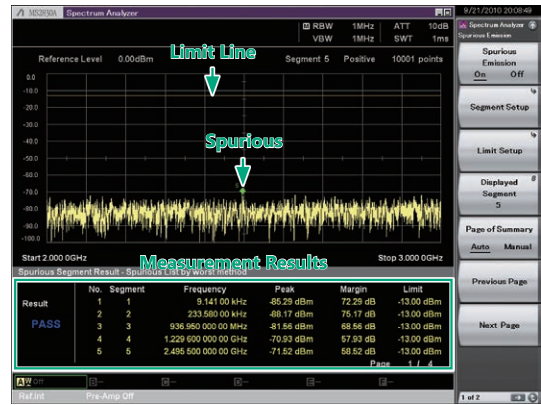 MS2830A Spectrum Analyzer
9/21/2010 20:08:49
RBW 1MHz ATT 10dB
VBW 1MHz SWT 1ms
Limit Line
Reference Level 0.00dBm Segment 5 Positive 10001 points
0.0
-10.0
-20.0
-30.0
-40.0
Spurious
-50.0
-60.0
-70.0
-80.0
-90.0
-100.0
Start 2.000 0GHz Stop 3.000 0GHz
Measurement Results
Spurious Segment Result - Spurious List by worst method
No. Segment Frequency Peak Margin Limit
Result 1 1 9.141 00 kHz -85.29 dBm 72.29 dB -13.00 dBm
PASS 2 2 233.580 00 kHz -88.17 dBm 75.17 dB -13.00 dBm
3 3 936.950 000 00 MHz -81.56 dBm 68.56 dB -13.00 dBm
4 4 1.229 600 000 00 GHz -70.93 dBm 57.93 dB -13.00 dBm
5 5 2.495 500 000 00 GHz -71.52 dBm 58.52 dB -13.00 dBm
Page 1 / 4
Ref.Int Pre-Amp Off
Spectrum Analyzer
Spurious Emission
Spurious
Emission
On Off
Segment Setup
Limit Setup
Displayed
Segment
5
Page of Summary
Auto Manual
Previous Page
Next Page
1 of 2